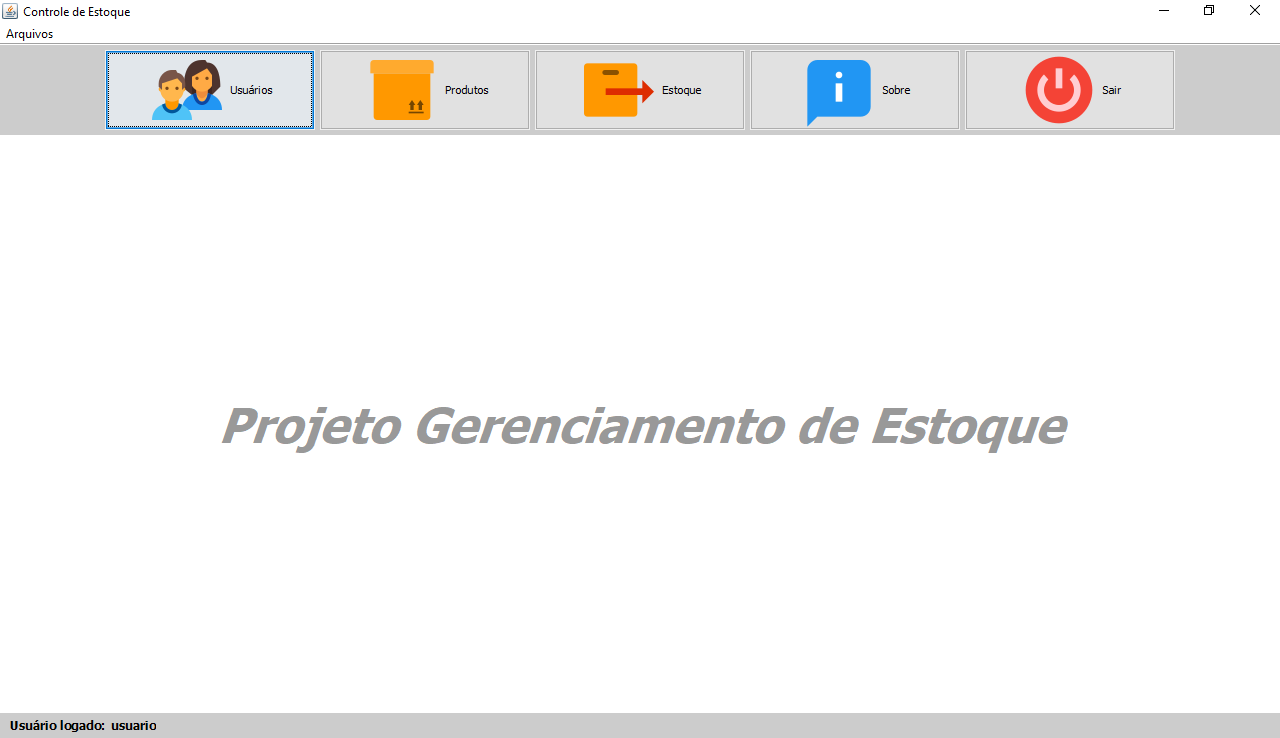 Controle de Estoque
Arquivos
Usuários
Produtos
Estoque
Sobre
Sair
Projeto Gerenciamento de Estoque
Usuário logado: usuario